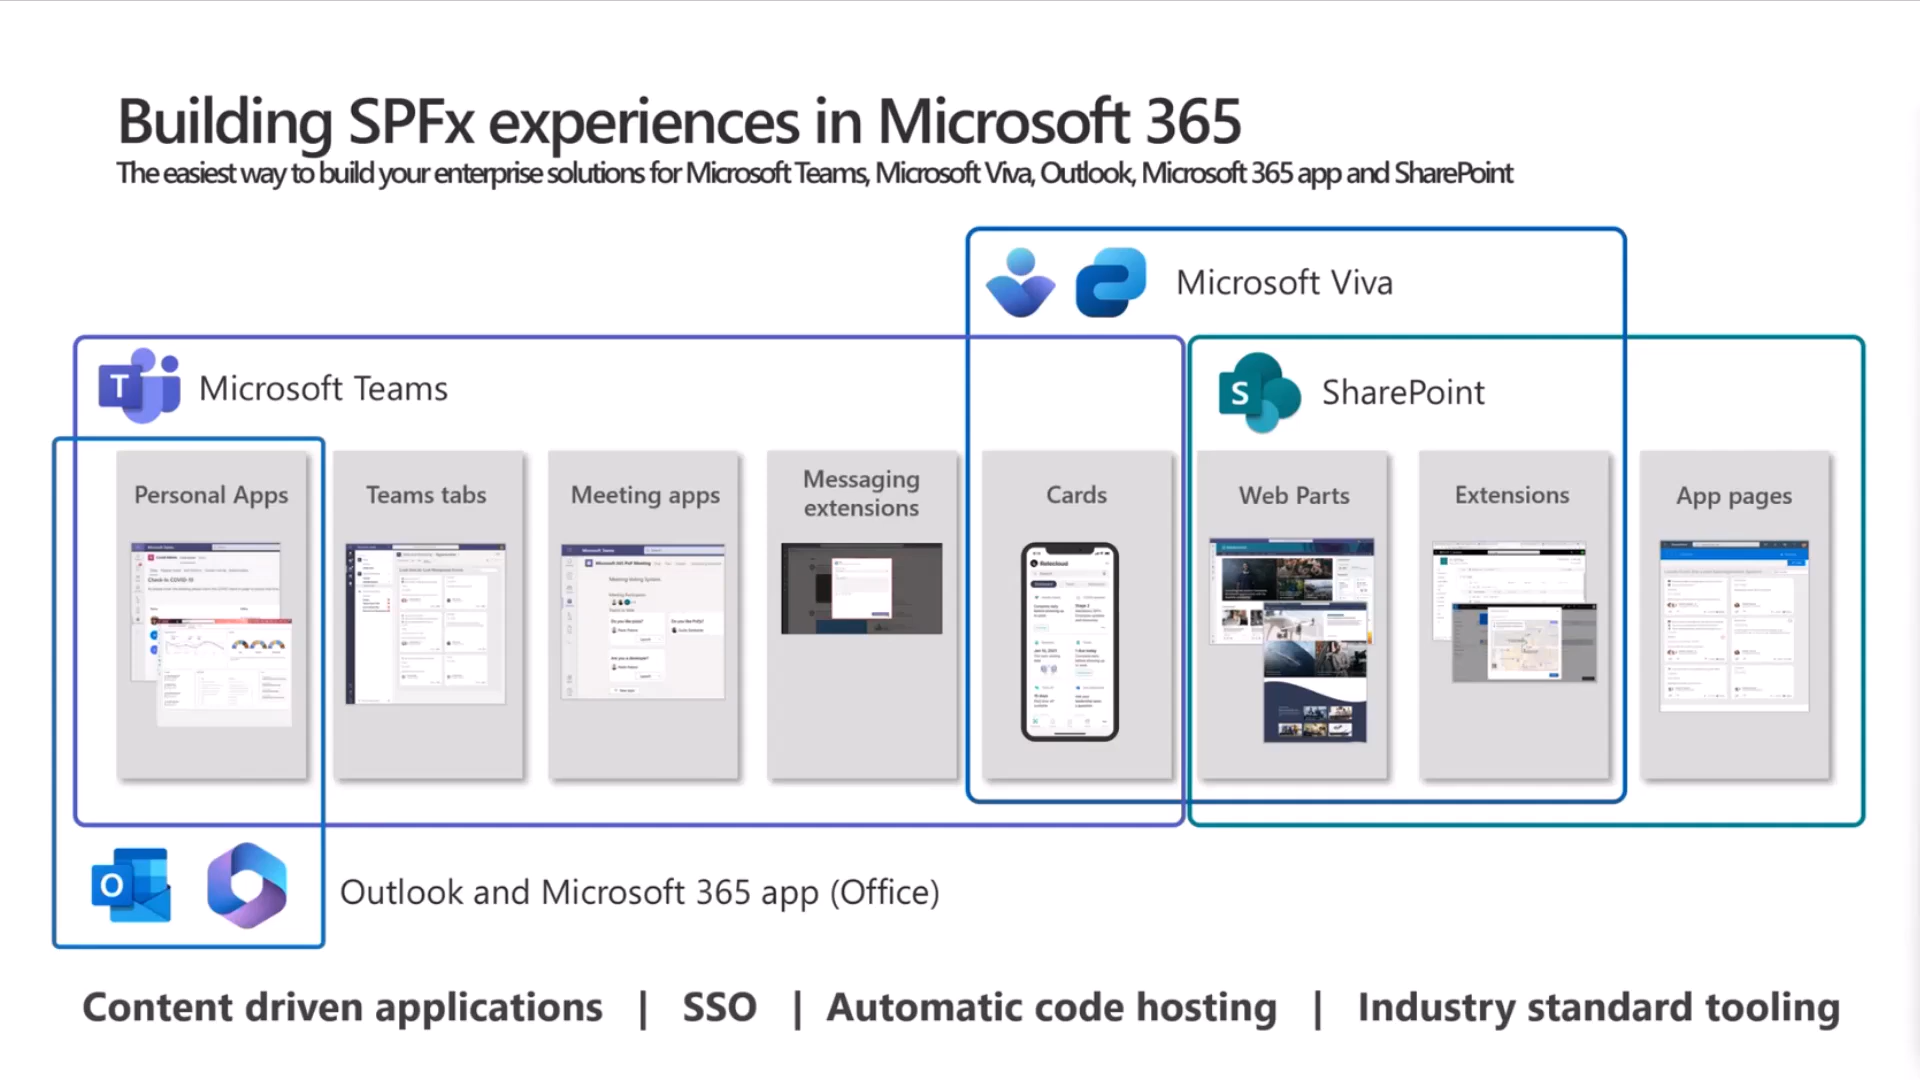 Building SPFx experiences in Microsoft 365
The easiest way to build your enterprise solutions for Microsoft Teams, Microsoft Viva, Outlook, Microsoft 365 app and SharePoint
Microsoft Viva
T
Microsoft Teams
S
SharePoint
Personal Apps
Teams tabs
Meeting apps
Messaging
extensions
Cards
Web Parts
Extensions
App pages
O
Outlook and Microsoft 365 app (Office)
Content driven applications | SSO | Automatic code hosting | Industry standard tooling